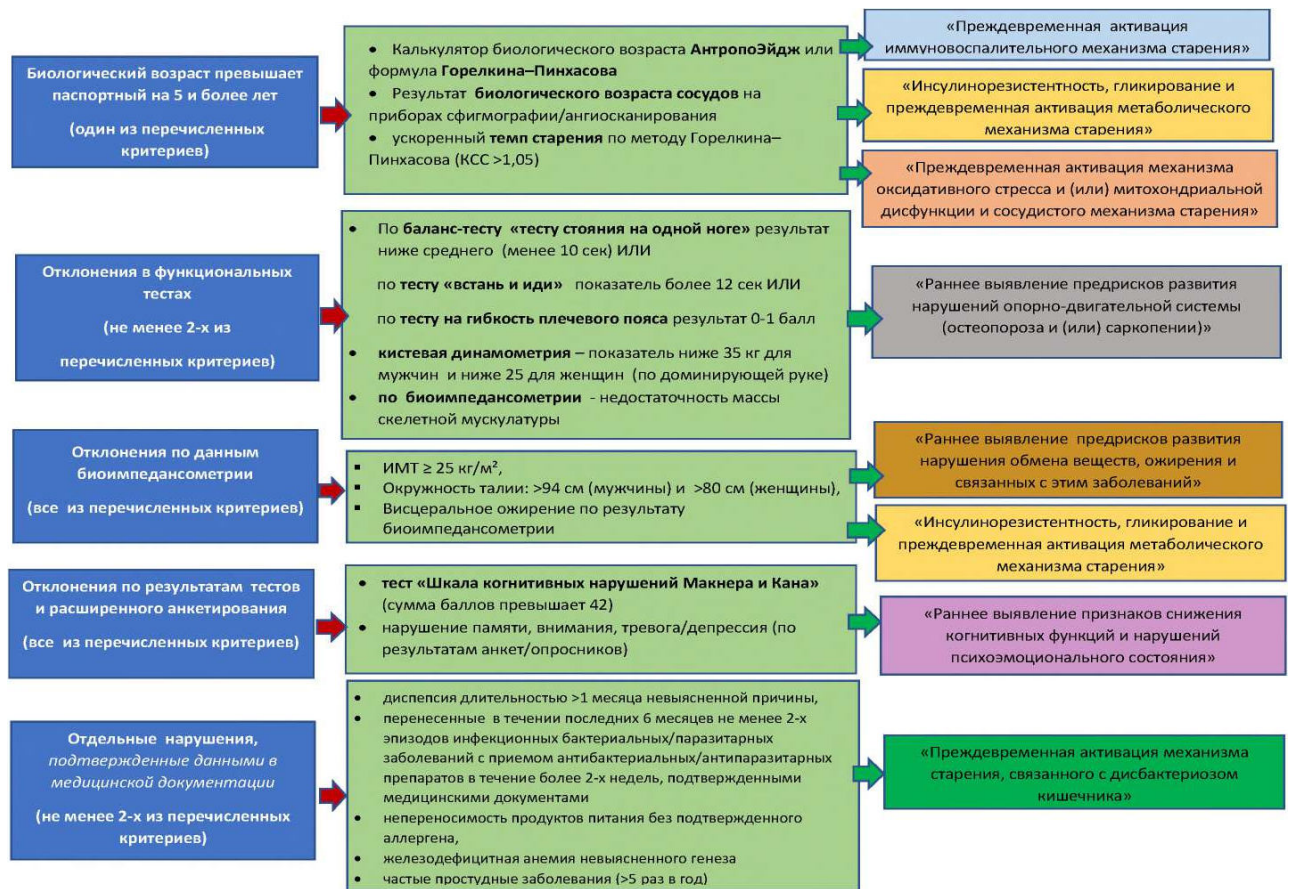 Биологический возраст превышает
паспортный на 5 и более лет
(один из перечисленных
критериев)
• Калькулятор биологического возраста АнтропоЭйдж или
формула Горелкина–Пинхасова
• Результат биологического возраста сосудов на
приборах сфигмографии/ангиосканирования
• ускоренный темп старения по методу Горелкина–
Пинхасова (КСС >1,05)
«Преждевременная активация
иммуновоспалительного механизма старения»
«Инсулинорезистентность, гликирование и
преждевременная активация метаболического
механизма старения»
«Преждевременная активация механизма
оксидативного стресса и (или) митохондриальной
дисфункции и сосудистого механизма старения»
Отклонения в функциональных
тестах
(не менее 2-х из
перечисленных критериев)
• По баланс-тесту «тесту стояния на одной ноге» результат
ниже среднего (менее 10 сек) ИЛИ
по тесту «встань и иди» показатель более 12 сек ИЛИ
по тесту на гибкость плечевого пояса результат 0-1 балл
• кистевая динамометрия – показатель ниже 35 кг для
мужчин и ниже 25 для женщин (по доминирующей руке)
• по биоимпедансометрии - недостаточность массы
скелетной мускулатуры
«Раннее выявление предрисков развития
нарушений опорно-двигательной системы
(остеопороза и (или) саркопении)»
Отклонения по данным
биоимпедансометрии
(все из перечисленных критериев)
▪ ИМТ ≥ 25 кг/м²,
▪ Окружность талии: >94 см (мужчины) и >80 см (женщины),
▪ Висцеральное ожирение по результату
биоимпедансометрии
«Раннее выявление предрисков развития
нарушения обмена веществ, ожирения и
связанных с этим заболеваний»
«Инсулинорезистентность, гликирование и
преждевременная активация метаболического
механизма старения»
Отклонения по результатам тестов
и расширенного анкетирования
(все из перечисленных критериев)
• тест «Шкала когнитивных нарушений Макнера и Кана»
(сумма баллов превышает 42)
• нарушение памяти, внимания, тревога/депрессия (по
результатам анкет/опросников)
«Раннее выявление признаков снижения
когнитивных функций и нарушений
психоэмоционального состояния»
Отдельные нарушения,
подтвержденные данными в
медицинской документации
(не менее 2-х из перечисленных
критериев)
• диспепсия длительностью >1 месяца невыясненной причины,
• перенесенные в течении последних 6 месяцев не менее 2-х
эпизодов инфекционных бактериальных/паразитарных
заболеваний с приемом антибактериальных/антипаразитарных
препаратов в течение более 2-х недель, подтвержденными
медицинскими документами
• непереносимость продуктов питания без подтвержденного
аллергена,
• железодефицитная анемия невыясненного генеза
• частые простудные заболевания (>5 раз в год)
«Преждевременная активация механизма
старения, связанного с дисбактериозом
кишечника»